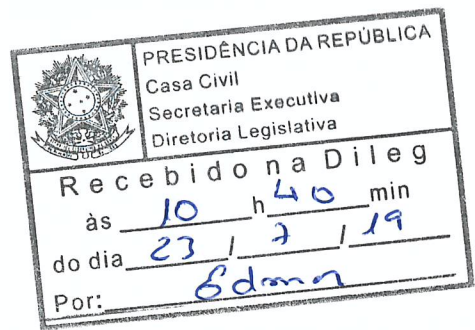 PRESIDÊNCIA DA REPÚBLICA
Casa Civil
Secretaria Executiva
Diretoria Legislativa
Recebido na Dileg
às 10 h 40 min
do dia 23 / 7 / 19
Por: